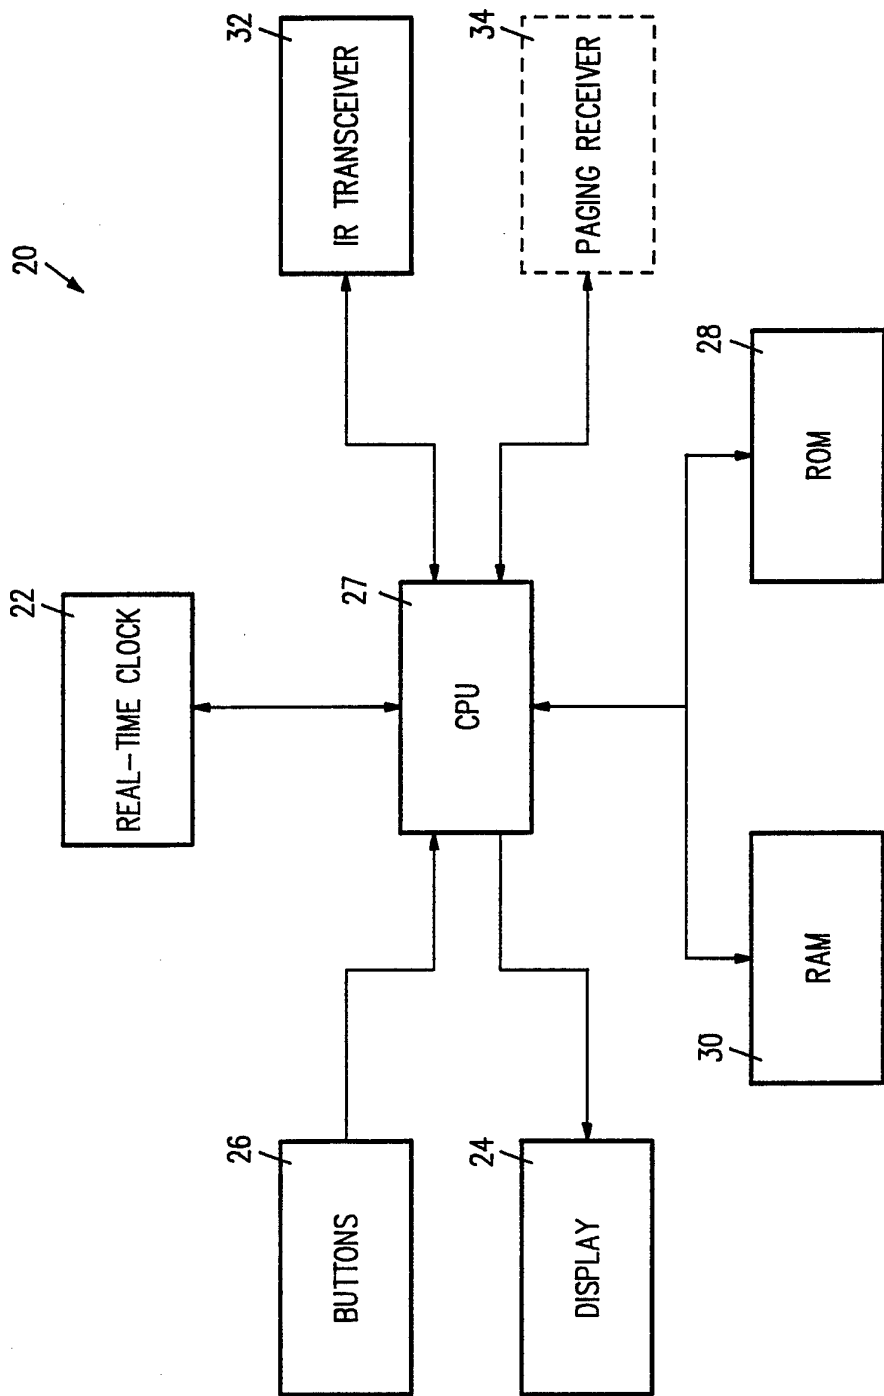 20
22
REAL-TIME CLOCK
26
BUTTONS
27
CPU
32
IR TRANSCEIVER
24
DISPLAY
34
PAGING RECEIVER
30
RAM
28
ROM